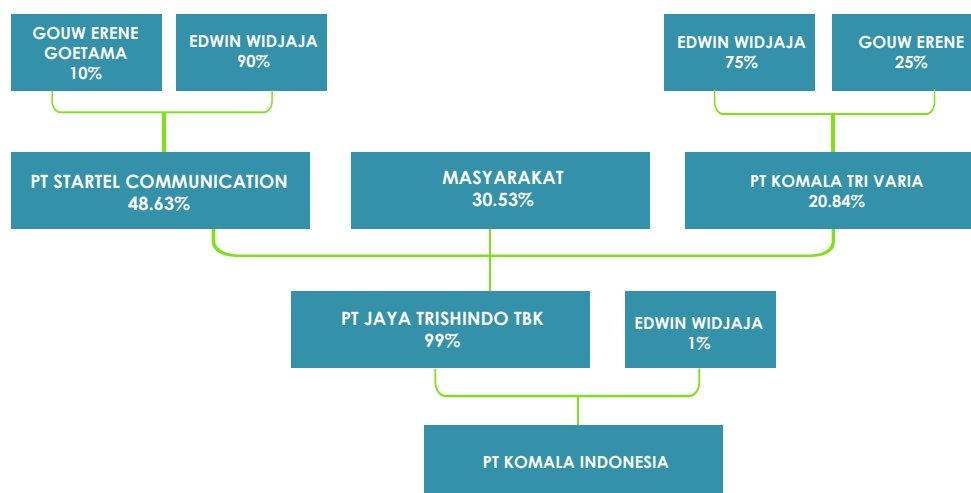 GOUW ERENE
GOETAMA
10%
EDWIN WIDJAJA
90%
EDWIN WIDJAJA
75%
GOUW ERENE
25%
PT STARTEL COMMUNICATION
48.63%
MASYARAKAT
30.53%
PT KOMALA TRI VARIA
20.84%
PT JAYA TRISHINDO TBK
99%
EDWIN WIDJAJA
1%
PT KOMALA INDONESIA